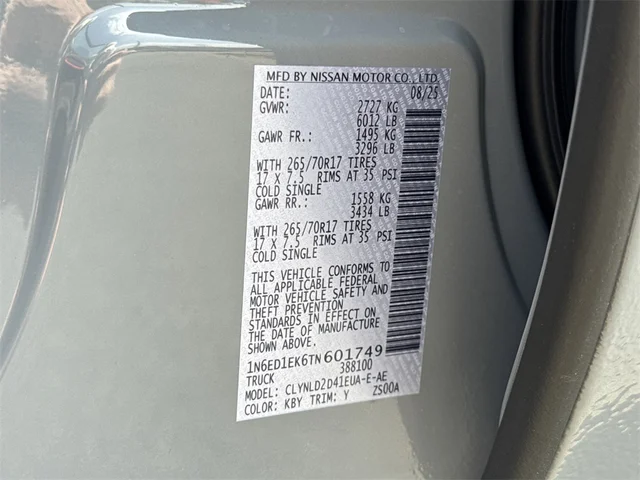 MFD BY NISSAN MOTOR CO., LTD.
DATE: 08/25
GVWR: 2727 KG
6012 LB
GAWR FR.: 1495 KG
3296 LB
WITH 265/70R17 TIRES
17 X 7.5 RIMS AT 35 PSI
COLD SINGLE
GAWR RR.: 1558 KG
3434 LB
WITH 265/70R17 TIRES
17 X 7.5 RIMS AT 35 PSI
COLD SINGLE
THIS VEHICLE CONFORMS TO
ALL APPLICABLE FEDERAL
MOTOR VEHICLE SAFETY AND
THEFT PREVENTION
STANDARDS IN EFFECT ON
THE DATE OF MANUFACTURE
SHOWN ABOVE.
1N6ED1EK6TN601749
TRUCK 388100
MODEL: CLYNLD2D41EUA-E-AE
COLOR: KBY TRIM: Y ZS00A